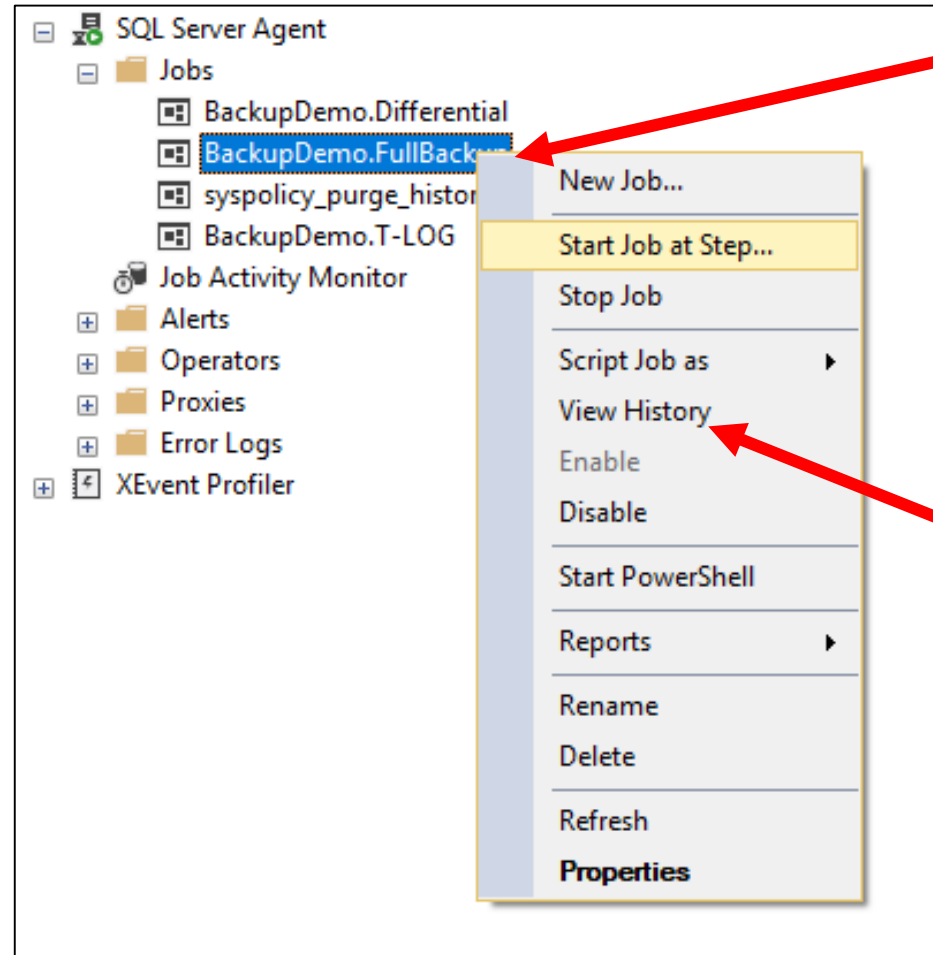 SQL Server Agent
Jobs
BackupDemo.Differential
BackupDemo.FullBackup
syspolicy_purge_histor
BackupDemo.T-LOG
Job Activity Monitor
Alerts
Operators
Proxies
Error Logs
XEvent Profiler
New Job...
Start Job at Step...
Stop Job
Script Job as
View History
Enable
Disable
Start PowerShell
Reports
Rename
Delete
Refresh
Properties